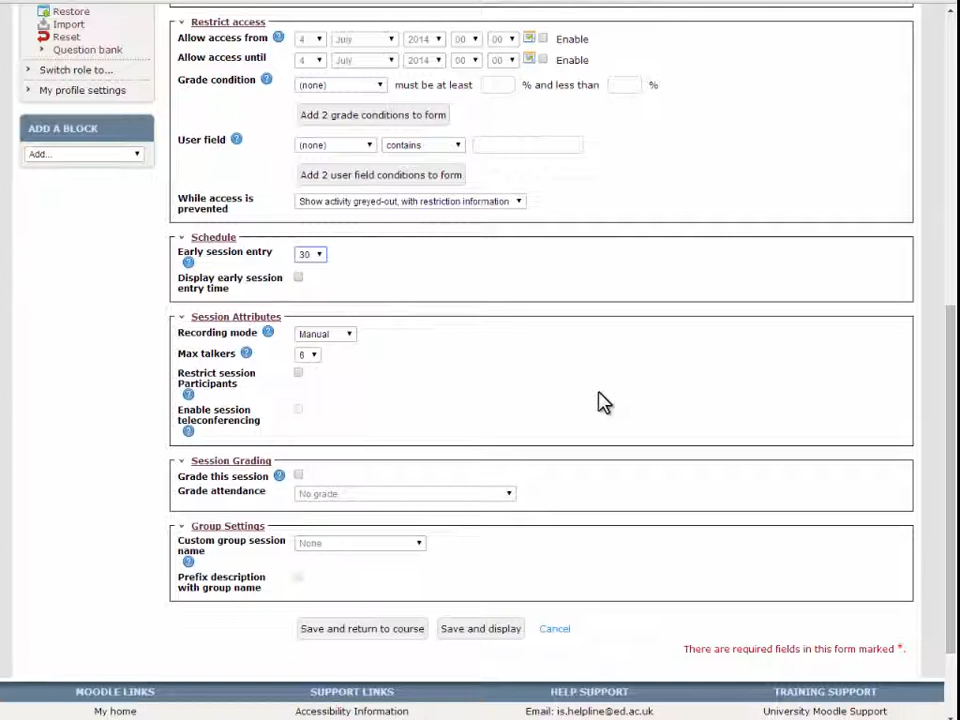 Restore
Import
Reset
Question bank
Switch role to...
My profile settings
ADD A BLOCK
Add...
Restrict access
Allow access from 4 July 2014 00 00 Enable
Allow access until 4 July 2014 00 00 Enable
Grade condition (none) must be at least % and less than %
Add 2 grade conditions to form
User field (none) contains
Add 2 user field conditions to form
While access is
prevented
Show activity greyed-out, with restriction information
Schedule
Early session entry 30
Display early session
entry time
Session Attributes
Recording mode Manual
Max talkers 6
Restrict session
Participants
Enable session
teleconferencing
Session Grading
Grade this session
Grade attendance No grade
Group Settings
Custom group session
name
None
Prefix description
with group name
Save and return to course Save and display Cancel
There are required fields in this form marked *.
MOODLE LINKS SUPPORT LINKS HELP SUPPORT TRAINING SUPPORT
My home Accessibility Information Email: is.helpline@ed.ac.uk University Moodle Support